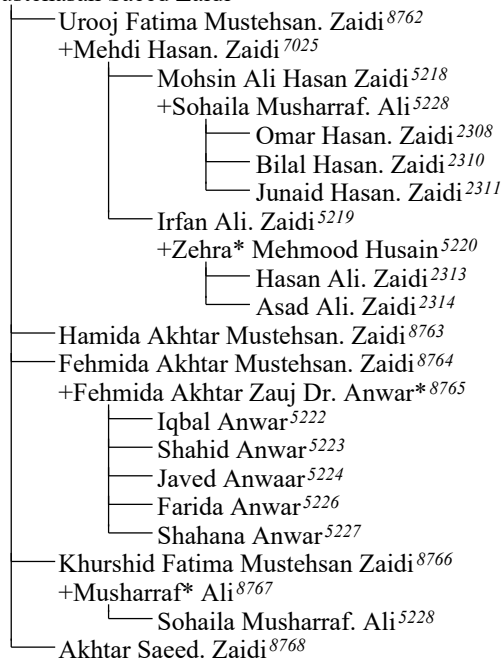 Urooj Fatima Mustehsan. Zaidi 8762
+Mehdi Hasan. Zaidi 7025
Mohsin Ali Hasan Zaidi 5218
+Sohaila Musharraf. Ali 5228
Omar Hasan. Zaidi 2308
Bilal Hasan. Zaidi 2310
Junaid Hasan. Zaidi 2311
Irfan Ali. Zaidi 5219
+Zehra* Mehmood Husain 5220
Hasan Ali. Zaidi 2313
Asad Ali. Zaidi 2314
Hamida Akhtar Mustehsan. Zaidi 8763
Fehmida Akhtar Mustehsan. Zaidi 8764
+Fehmida Akhtar Zauj Dr. Anwar* 8765
Iqbal Anwar 5222
Shahid Anwar 5223
Javed Anwaar 5224
Farida Anwar 5226
Shahana Anwar 5227
Khurshid Fatima Mustehsan Zaidi 8766
+Musharraf* Ali 8767
Sohaila Musharraf. Ali 5228
Akhtar Saeed. Zaidi 8768